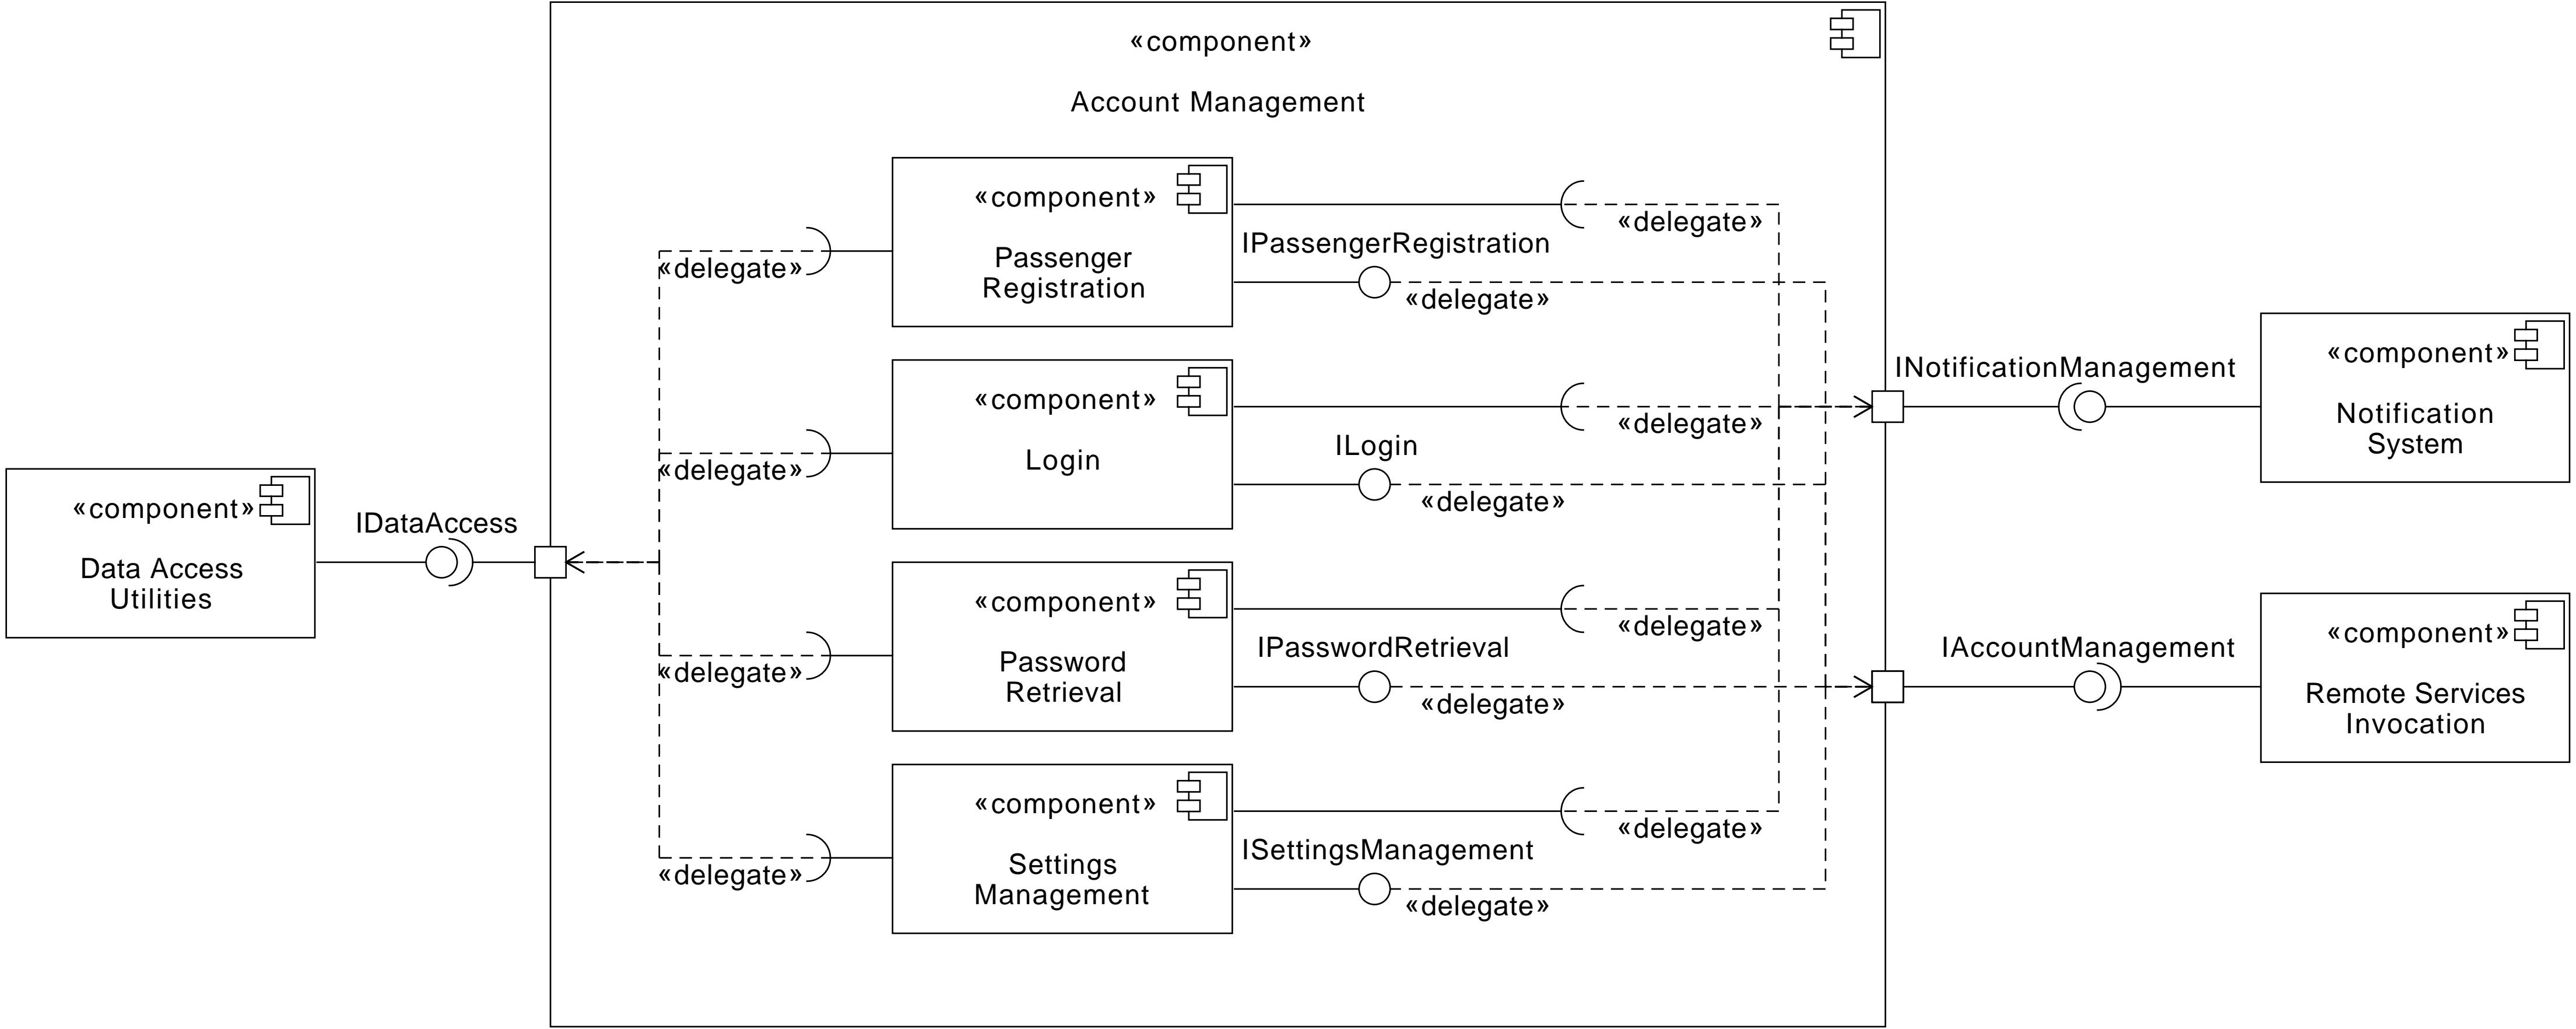 «component»
Account Management
«component»
Passenger
Registration
«delegate»
«delegate»
IPassengerRegistration
«delegate»
«component»
Login
«delegate»
«delegate»
ILogin
«delegate»
INotificationManagement
«component»
Notification
System
«component»
Data Access
Utilities
IDataAccess
«component»
Password
Retrieval
«delegate»
«delegate»
IPasswordRetrieval
«delegate»
IAccountManagement
«component»
Remote Services
Invocation
«component»
Settings
Management
«delegate»
«delegate»
ISettingsManagement
«delegate»